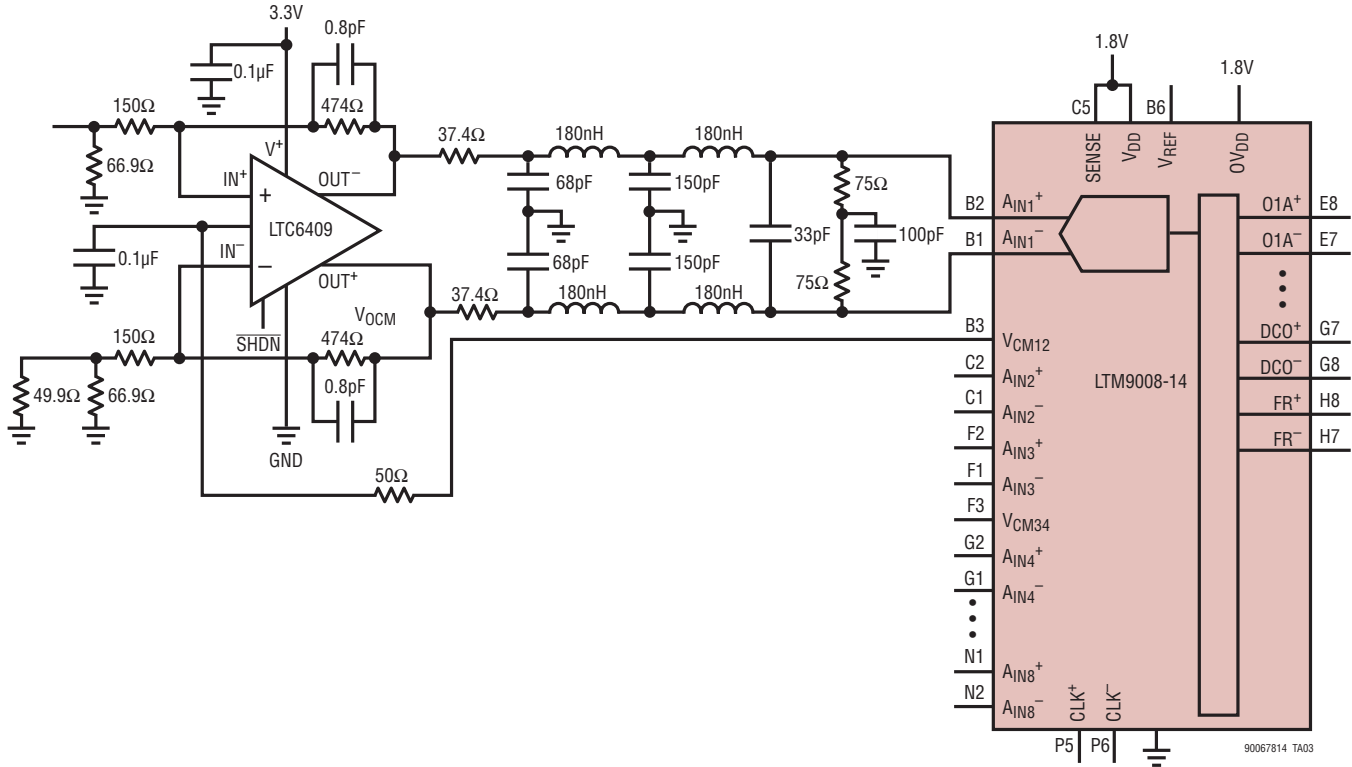 3.3V
0.8pF
0.1µF
150Ω
474Ω
66.9Ω
V+
IN+
+
OUT−
LTC6409
0.1µF
IN−
−
OUT+
37.4Ω
180nH
180nH
68pF
150pF
68pF
150pF
33pF
75Ω
100pF
75Ω
37.4Ω
180nH
180nH
VOCM
SHDN
150Ω
474Ω
0.8pF
49.9Ω
66.9Ω
GND
50Ω
1.8V
1.8V
C5
B6
SENSE
VDD
VREF
OVDD
B2
AIN1+
B1
AIN1−
B3
VCM12
C2
AIN2+
C1
AIN2−
F2
AIN3+
F1
AIN3−
F3
VCM34
G2
AIN4+
G1
AIN4−
N1
AIN8+
N2
AIN8−
LTM9008-14
O1A+
E8
O1A−
E7
DCO+
G7
DCO−
G8
FR+
H8
FR−
H7
CLK+
CLK−
P5
P6
90067814 TA03